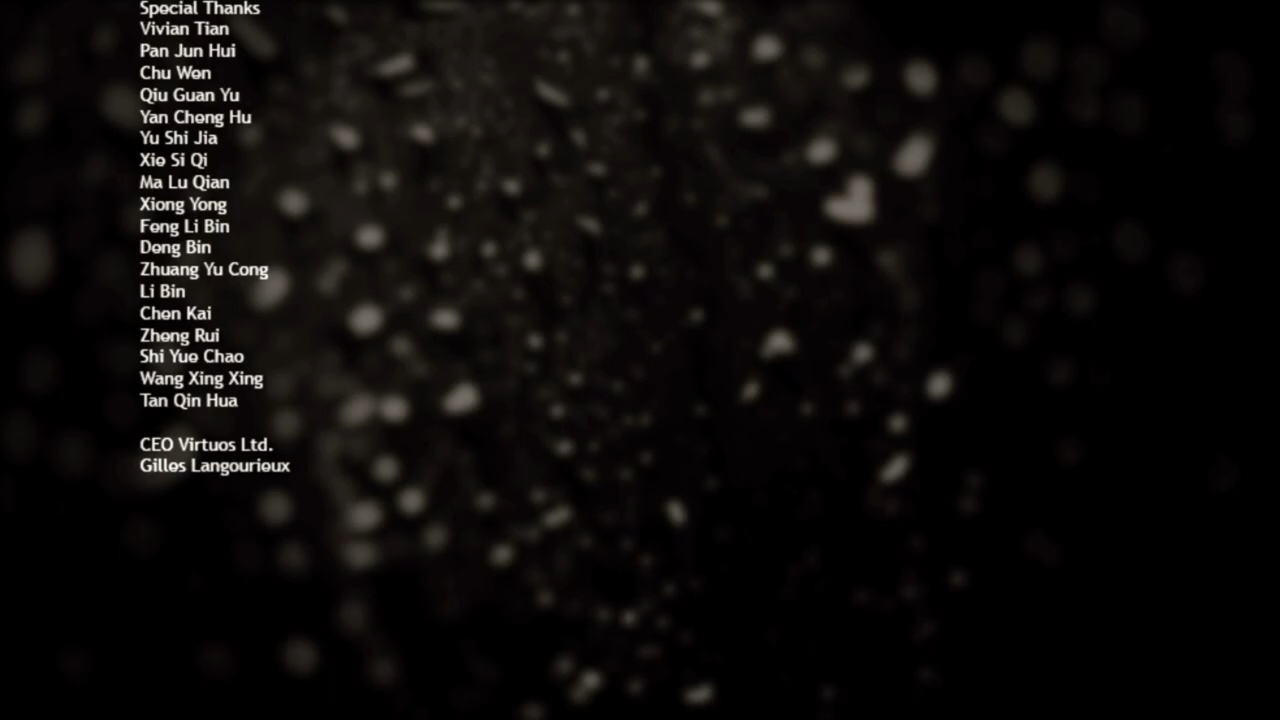 Special Thanks
Vivian Tian
Pan Jun Hui
Chu Wen
Qiu Guan Yu
Yan Cheng Hu
Yu Shi Jia
Xie Si Qi
Ma Lu Qian
Xiong Yong
Feng Li Bin
Deng Bin
Zhuang Yu Cong
Li Bin
Chen Kai
Zheng Rui
Shi Yue Chao
Wang Xing Xing
Tan Qin Hua
CEO Virtuos Ltd.
Gilles Langourieux